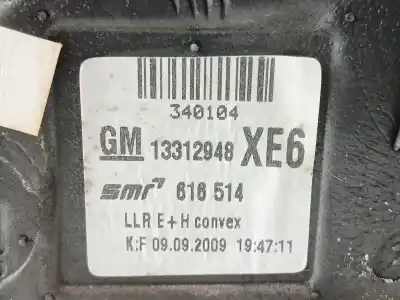 340104
GM 13312948 XE6
smr 616 514
LLR E+H convex
K:F 09.09.2009 19:47:11